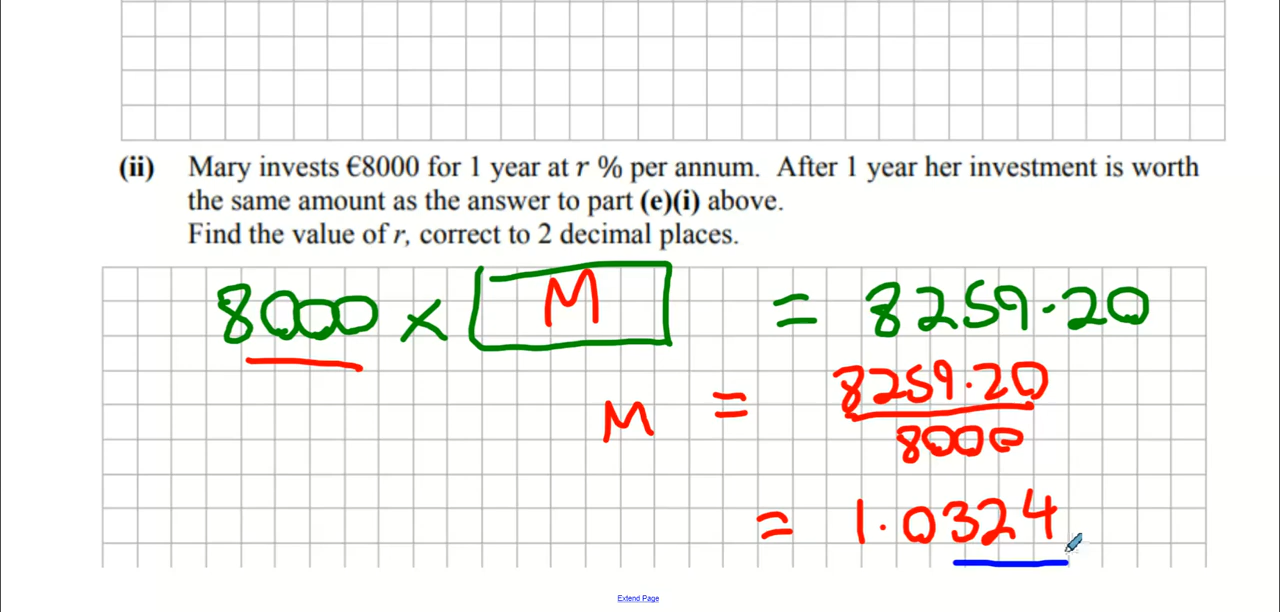 (ii) Mary invests €8000 for 1 year at r % per annum. After 1 year her investment is worth
the same amount as the answer to part (e)(i) above.
Find the value of r, correct to 2 decimal places.
8000 × M = 8259·20
M = 8259·20
8000
= 1·0324
Extend Page